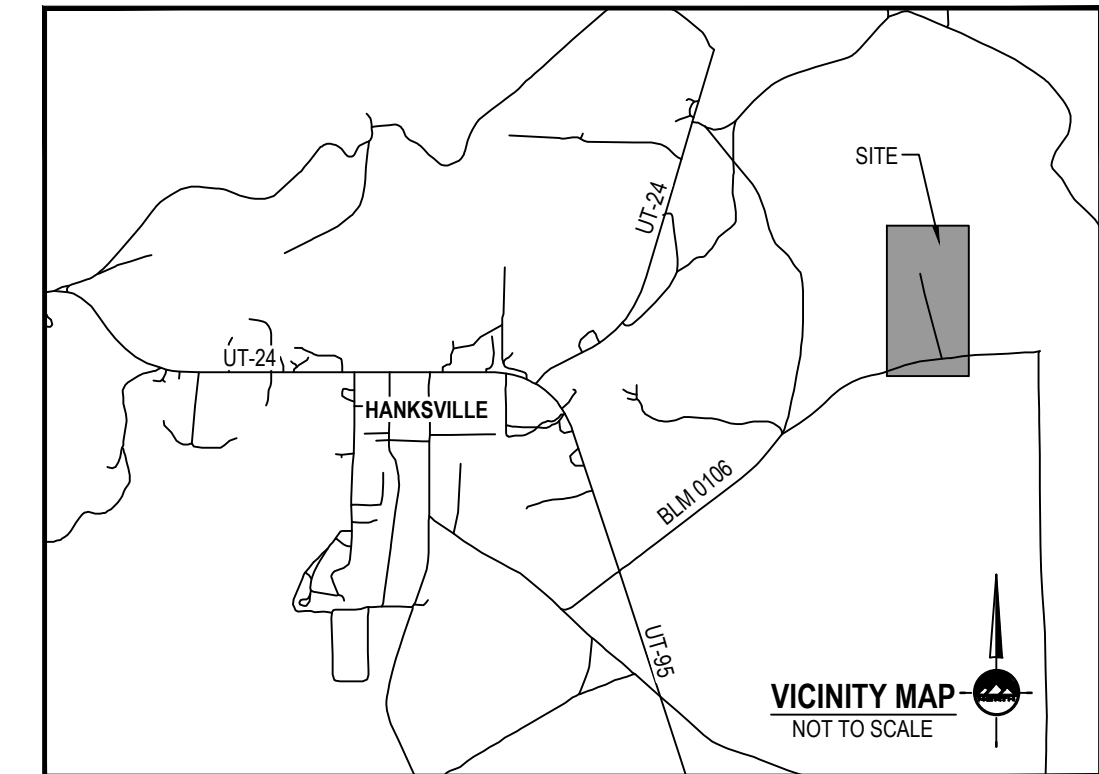 SITE
UT-24
UT-24
HANKSVILLE
BLM 0106
UT-95
VICINITY MAP
NOT TO SCALE